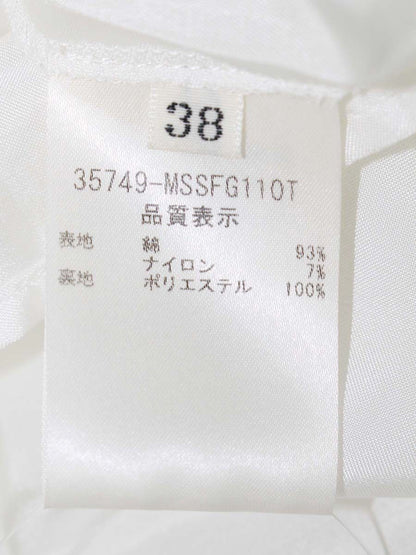 38
35749-MSSFG110T
品質表示
表地 綿 93%
ナイロン 7%
裏地 ポリエステル 100%